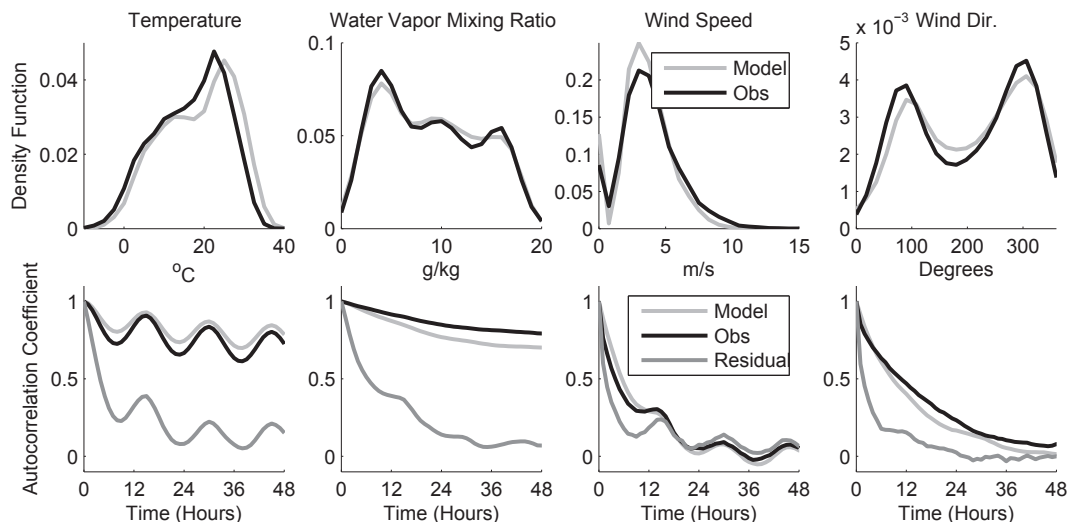 Temperature
Water Vapor Mixing Ratio
Wind Speed
x 10⁻³ Wind Dir.
Density Function
0.04
0.02
0
0 20 40
ºC
0.1
0.05
0
0 10 20
g/kg
0.2
0.15
0.1
0.05
0
0 5 10 15
m/s
Model
Obs
5
4
3
2
1
0
100 200 300
Degrees
Autocorrelation Coefficient
1
0.5
0
0 12 24 36 48
Time (Hours)
1
0.5
0
0 12 24 36 48
Time (Hours)
1
0.5
0
0 12 24 36 48
Time (Hours)
Model
Obs
Residual
1
0.5
0
0 12 24 36 48
Time (Hours)